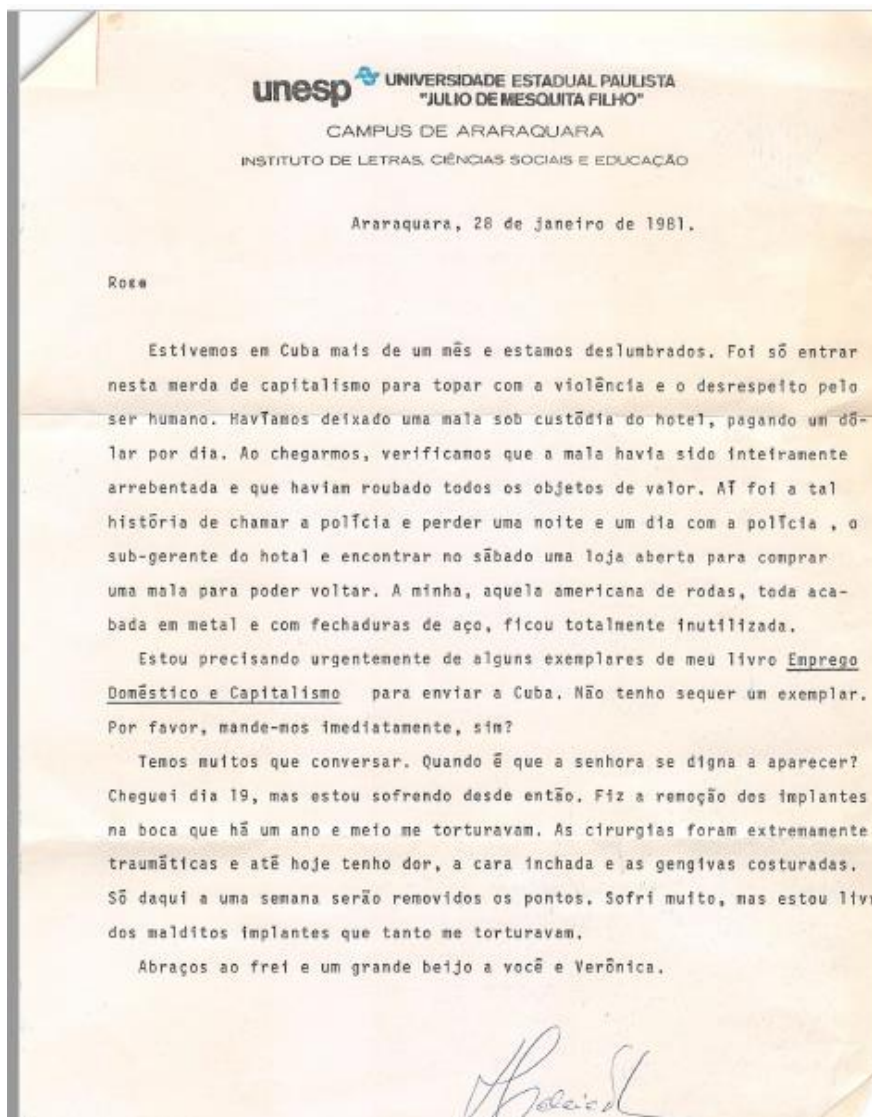 unesp UNIVERSIDADE ESTADUAL PAULISTA
"JULIO DE MESQUITA FILHO"
CAMPUS DE ARARAQUARA
INSTITUTO DE LETRAS, CIÊNCIAS SOCIAIS E EDUCAÇÃO
Araraquara, 28 de janeiro de 1981.
Rose
Estivemos em Cuba mais de um mês e estamos deslumbrados. Foi só entrar
nesta merda de capitalismo para topar com a violência e o desrespeito pelo
ser humano. Havíamos deixado uma mala sob custódia do hotel, pagando um dó-
lar por dia. Ao chegarmos, verificamos que a mala havia sido inteiramente
arrebentada e que haviam roubado todos os objetos de valor. Aí foi a tal
história de chamar a polícia e perder uma noite e um dia com a polícia , o
sub-gerente do hotal e encontrar no sábado uma loja aberta para comprar
uma mala para poder voltar. A minha, aquela americana de rodas, toda aca-
bada em metal e com fechaduras de aço, ficou totalmente inutilizada.
Estou precisando urgentemente de alguns exemplares de meu livro Emprego
Doméstico e Capitalismo para enviar a Cuba. Não tenho sequer um exemplar.
Por favor, mande-mos imediatamente, sim?
Temos muitos que conversar. Quando é que a senhora se digna a aparecer?
Cheguei dia 19, mas estou sofrendo desde então. Fiz a remoção dos implantes
na boca que há um ano e meio me torturavam. As cirurgias foram extremamente
traumáticas e até hoje tenho dor, a cara inchada e as gengivas costuradas.
Só daqui a uma semana serão removidos os pontos. Sofri muito, mas estou livr
dos malditos implantes que tanto me torturavam.
Abraços ao frei e um grande beijo a você e Verônica.